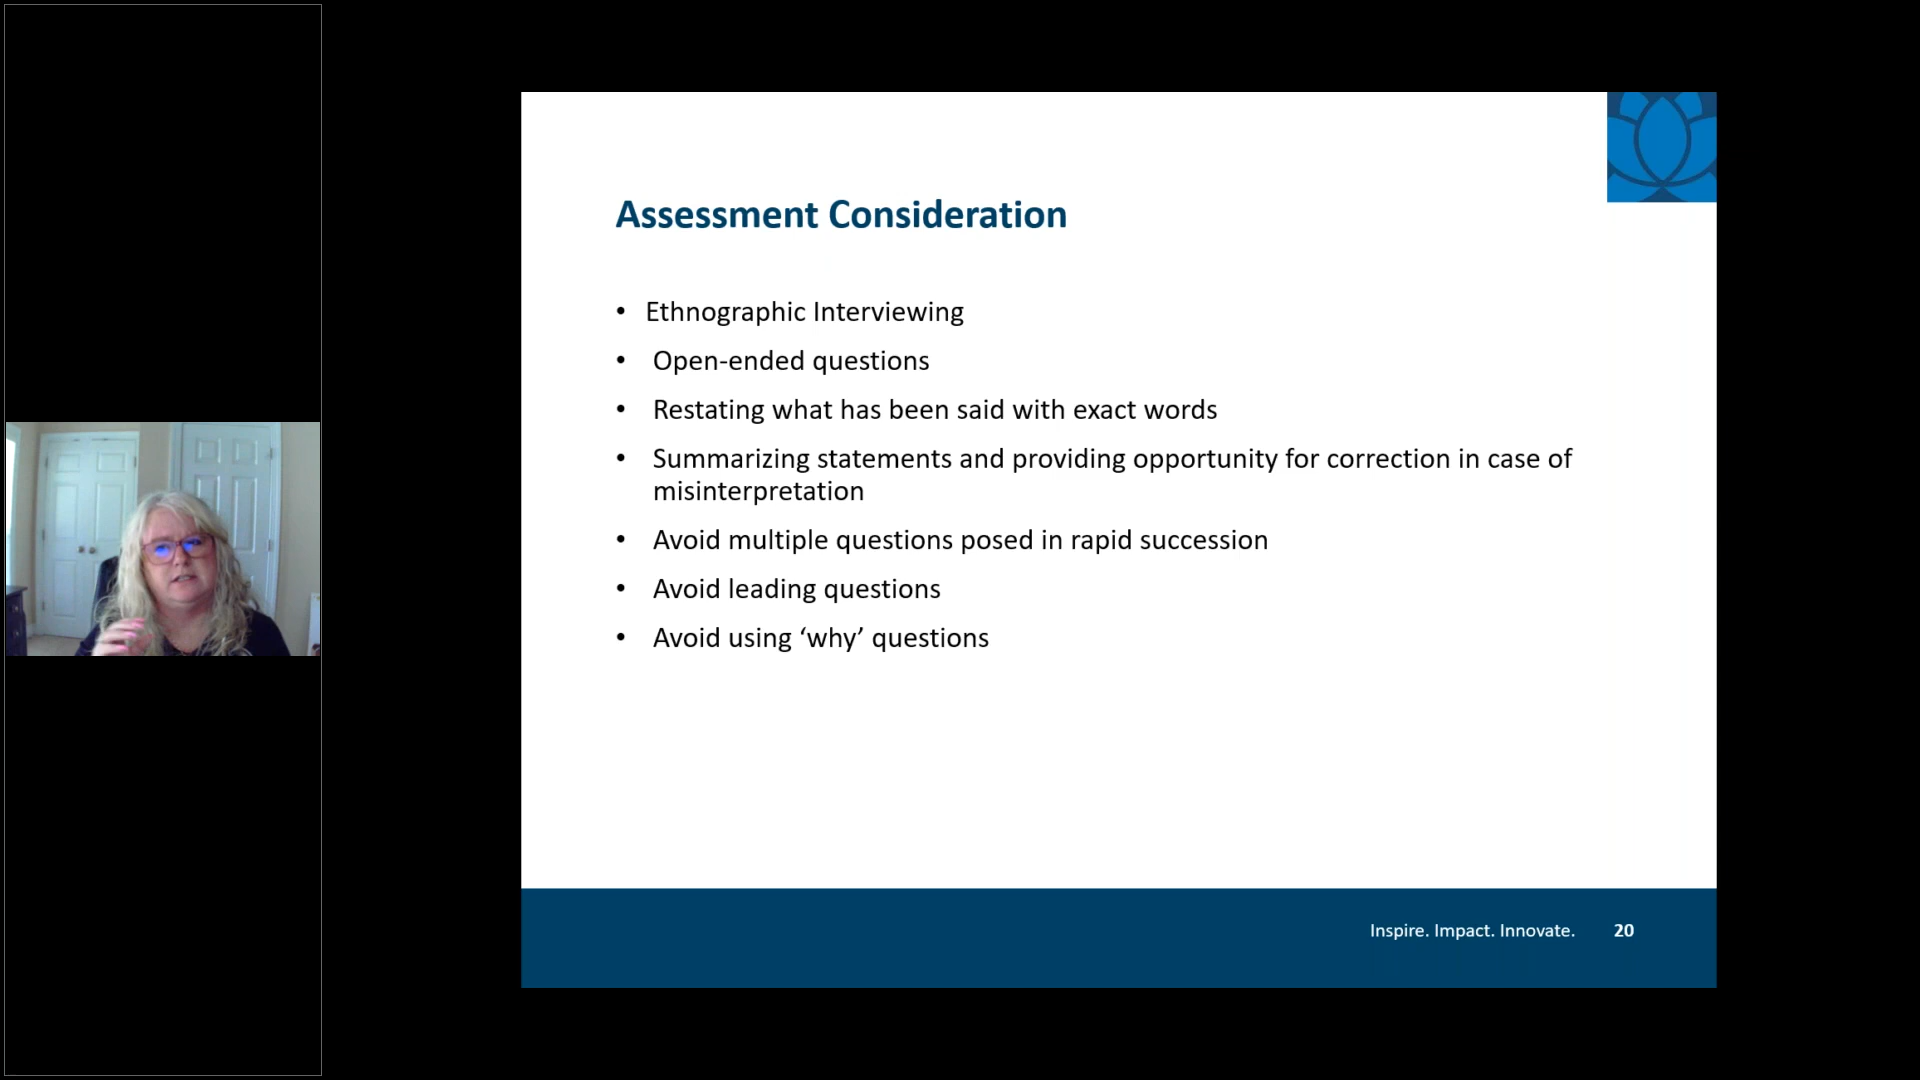 Assessment Consideration
• Ethnographic Interviewing
• Open-ended questions
• Restating what has been said with exact words
• Summarizing statements and providing opportunity for correction in case of
misinterpretation
• Avoid multiple questions posed in rapid succession
• Avoid leading questions
• Avoid using ‘why’ questions
Inspire. Impact. Innovate. 20